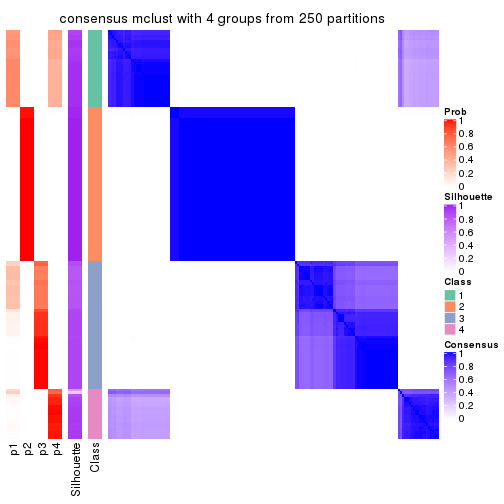 consensus mclust with 4 groups from 250 partitions
Prob
1
0.8
0.6
0.4
0.2
0
Silhouette
1
0.8
0.6
0.4
0.2
0
Class
1
2
3
4
Consensus
1
0.8
0.6
0.4
0.2
0
p1
p2
p3
p4
Silhouette
Class